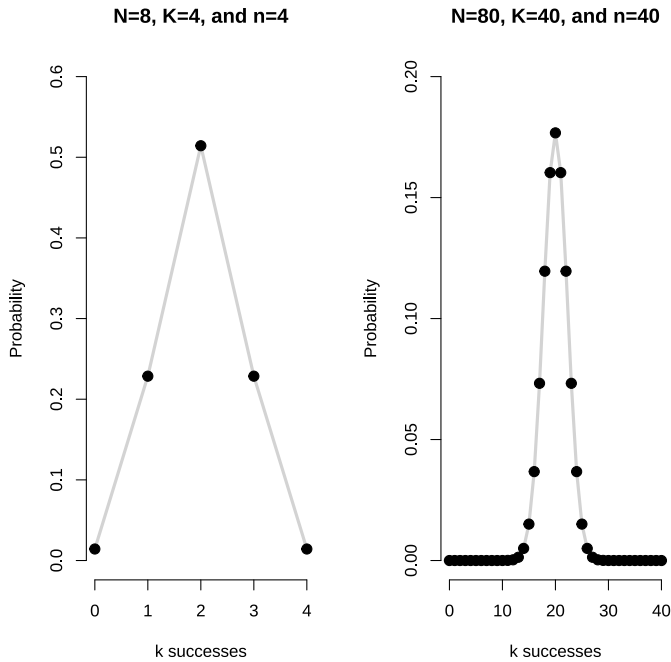 N=8, K=4, and n=4
Probability
0.6
0.5
0.4
0.3
0.2
0.1
0.0
0 1 2 3 4
k successes
N=80, K=40, and n=40
Probability
0.20
0.15
0.10
0.05
0.00
0 10 20 30 40
k successes